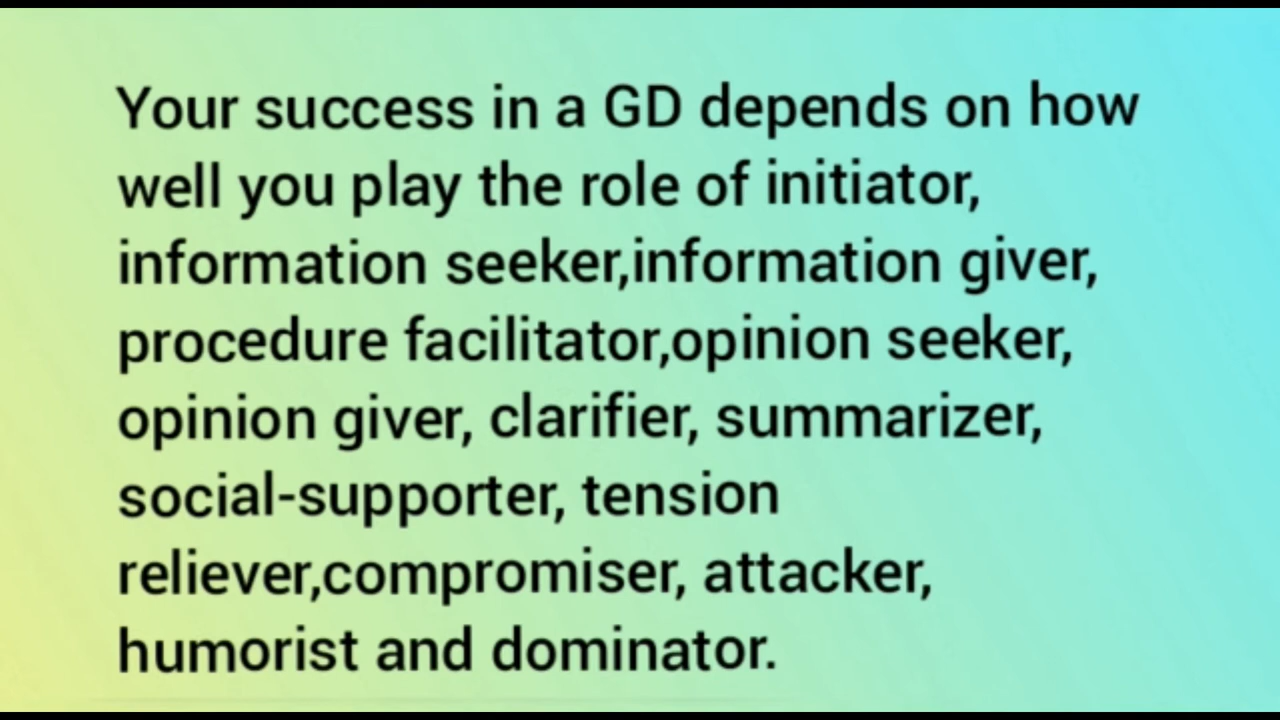 Your success in a GD depends on how
well you play the role of initiator,
information seeker,information giver,
procedure facilitator,opinion seeker,
opinion giver, clarifier, summarizer,
social-supporter, tension
reliever,compromiser, attacker,
humorist and dominator.